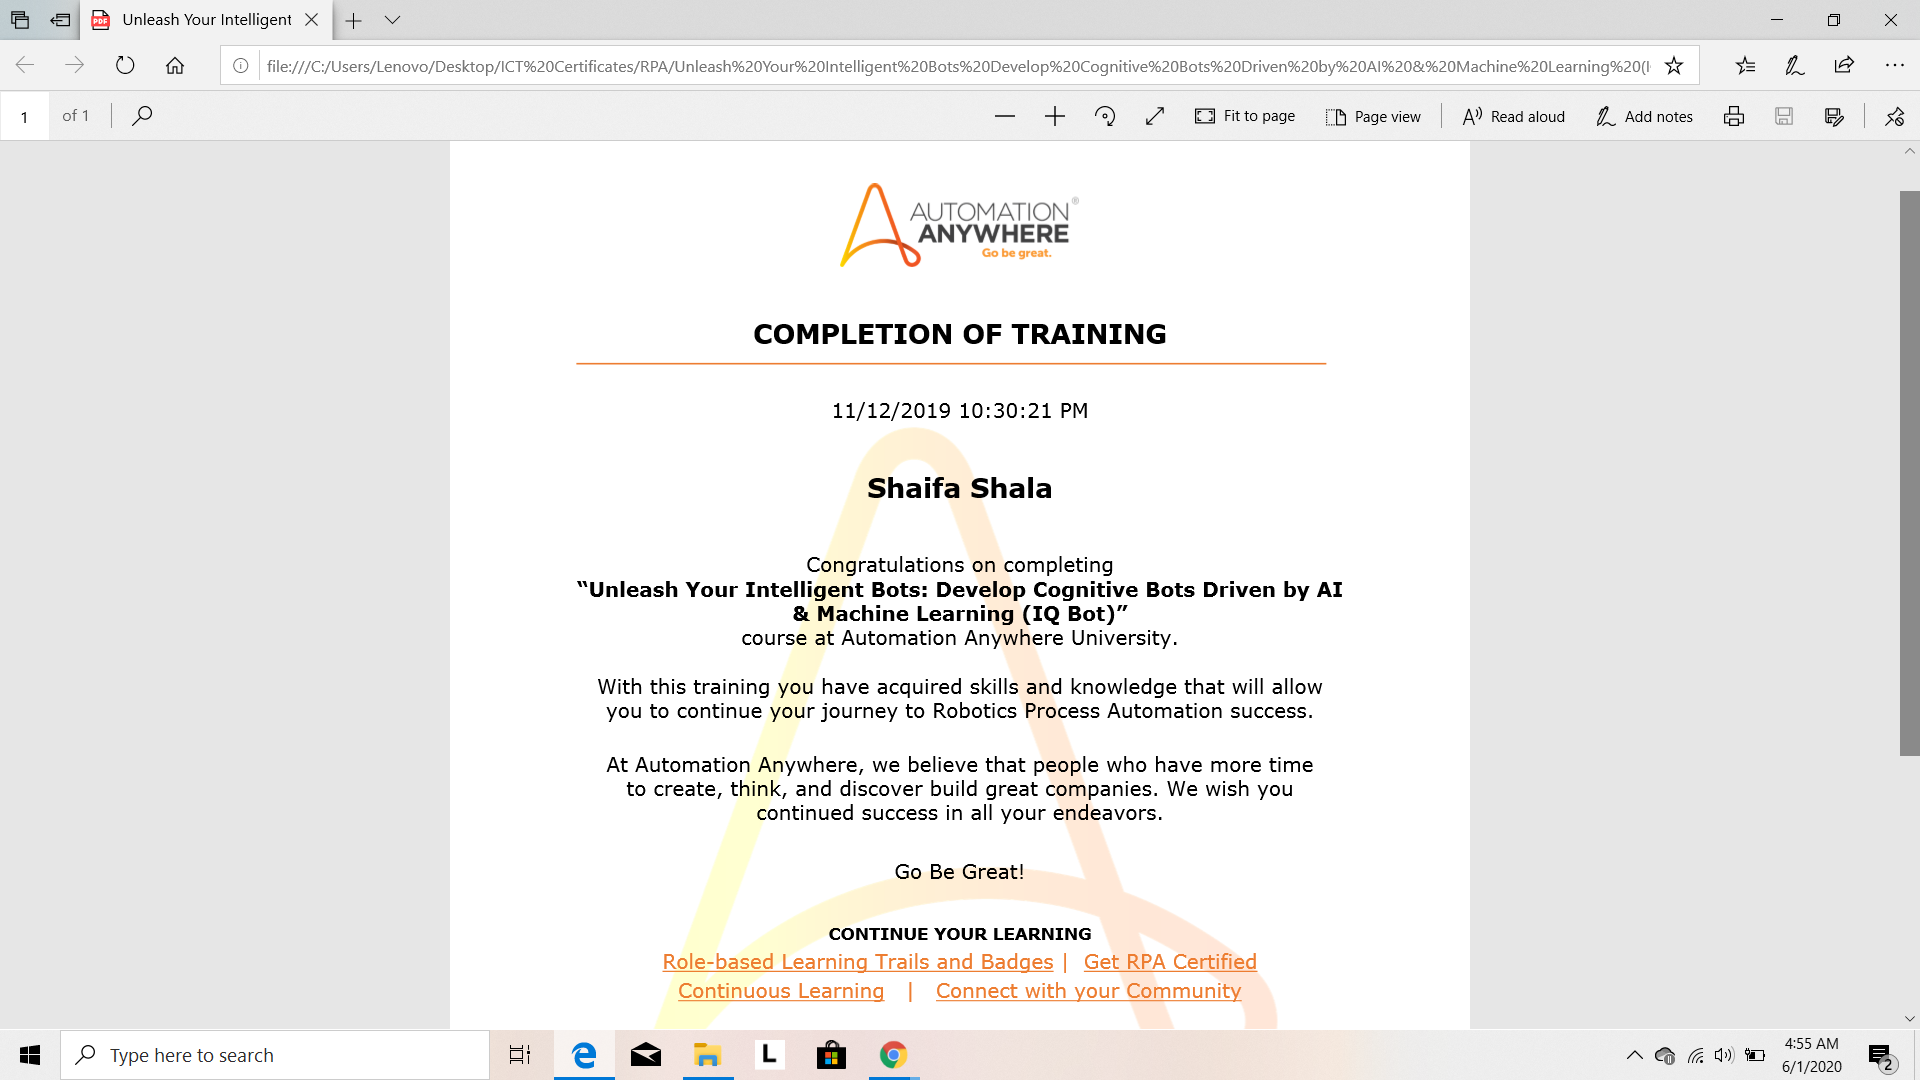 Unleash Your Intelligent
file:///C:/Users/Lenovo/Desktop/ICT%20Certificates/RPA/Unleash%20Your%20Intelligent%20Bots%20Develop%20Cognitive%20Bots%20Driven%20by%20AI%20&%20Machine%20Learning%20(I
1 of 1 Fit to page Page view Read aloud Add notes
AUTOMATION®
ANYWHERE
Go be great.
COMPLETION OF TRAINING
11/12/2019 10:30:21 PM
Shaifa Shala
Congratulations on completing
“Unleash Your Intelligent Bots: Develop Cognitive Bots Driven by AI
& Machine Learning (IQ Bot)”
course at Automation Anywhere University.
With this training you have acquired skills and knowledge that will allow
you to continue your journey to Robotics Process Automation success.
At Automation Anywhere, we believe that people who have more time
to create, think, and discover build great companies. We wish you
continued success in all your endeavors.
Go Be Great!
CONTINUE YOUR LEARNING
Role-based Learning Trails and Badges | Get RPA Certified
Continuous Learning | Connect with your Community
Type here to search
L
4:55 AM
6/1/2020
2